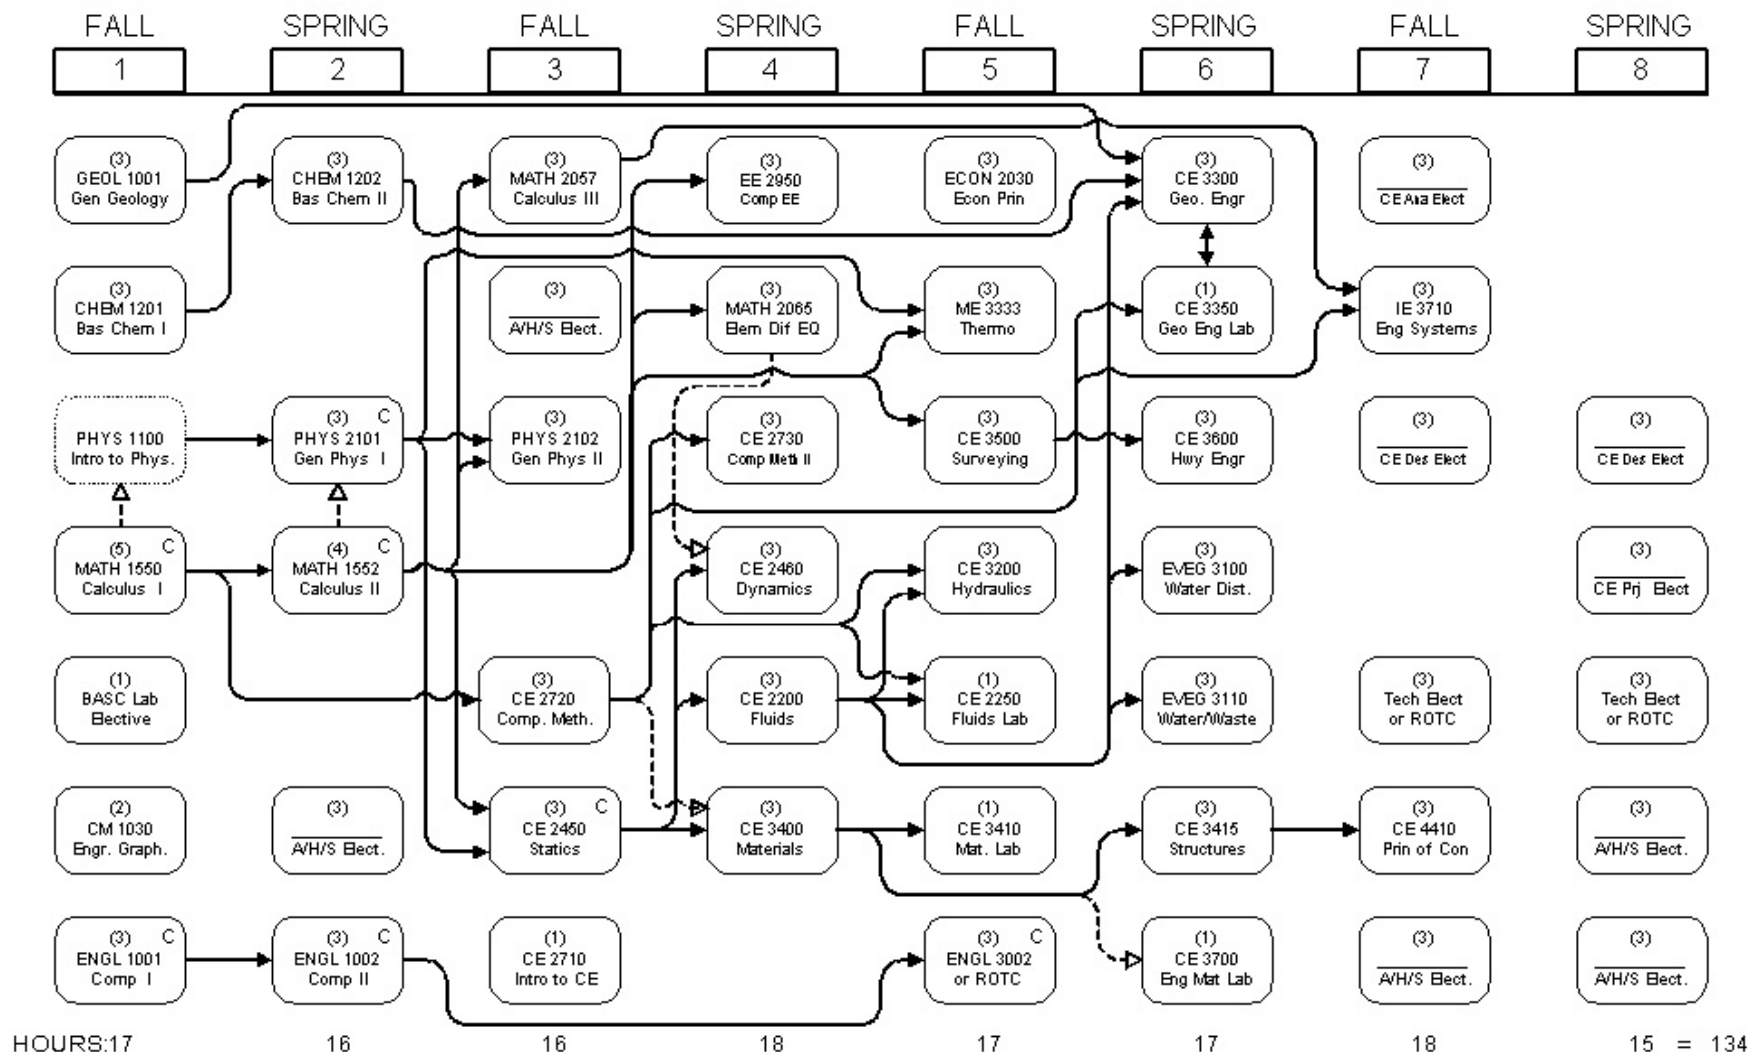 FALL SPRING FALL SPRING FALL SPRING FALL SPRING
1 2 3 4 5 6 7 8
(3)
GEOL 1001
Gen Geology
(3)
CHEM 1202
Bas Chem II
(3)
MATH 2057
Calculus III
(3)
EE 2950
Comp EE
(3)
ECON 2030
Econ Prin
(3)
CE 3300
Geo. Engr
(3)
CE Ana Elect
(3)
CHEM 1201
Bas Chem I
(3)
A/H/S Elect.
(3)
MATH 2065
Elem Dif EQ
(3)
ME 3333
Thermo
(1)
CE 3350
Geo Eng Lab
(3)
IE 3710
Eng Systems
PHYS 1100
Intro to Phys.
(3) C
PHYS 2101
Gen Phys I
(3)
PHYS 2102
Gen Phys II
(3)
CE 2730
Comp Meth II
(3)
CE 3500
Surveying
(3)
CE 3600
Hwy Engr
(3)
CE Des Elect
(3)
CE Des Elect
(5) C
MATH 1550
Calculus I
(4) C
MATH 1552
Calculus II
(3)
CE 2460
Dynamics
(3)
CE 3200
Hydraulics
(3)
EVEG 3100
Water Dist.
(3)
CE Prj Elect
(1)
BASC Lab
Elective
(3)
CE 2720
Comp. Meth.
(3)
CE 2200
Fluids
(1)
CE 2250
Fluids Lab
(3)
EVEG 3110
Water/Waste
(3)
Tech Elect
or ROTC
(3)
Tech Elect
or ROTC
(2)
CM 1030
Engr. Graph.
(3)
A/H/S Elect.
(3) C
CE 2450
Statics
(3)
CE 3400
Materials
(1)
CE 3410
Mat. Lab
(3)
CE 3415
Structures
(3)
CE 4410
Prin of Con
(3)
A/H/S Elect.
(3) C
ENGL 1001
Comp I
(3) C
ENGL 1002
Comp II
(1)
CE 2710
Intro to CE
(3) C
ENGL 3002
or ROTC
(1)
CE 3700
Eng Mat Lab
(3)
A/H/S Elect.
(3)
A/H/S Elect.
HOURS:17 16 16 18 17 17 18 15 = 134